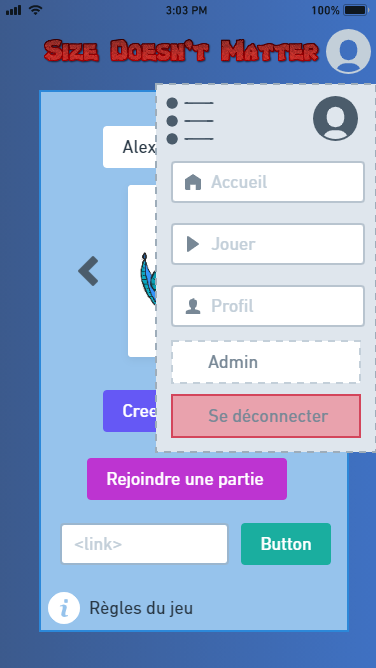 3:03 PM
100%
Size Doesn't Matter
Alex
Accueil
Jouer
Profil
Admin
Se déconnecter
Cree
Rejoindre une partie
<link>
Button
i Règles du jeu